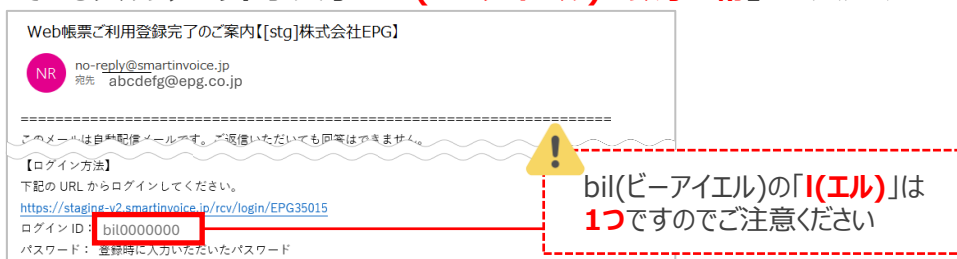 Web帳票ご利用登録完了のご案内【[stg]株式会社EPG】
NR
no-reply@smartinvoice.jp
宛先 abcdefg@epg.co.jp
======================================================================
このメールは自動配信メールです。ご返信いただいても回答はできません。
【ログイン方法】
下記の URL からログインしてください。
https://staging-v2.smartinvoice.jp/rcv/login/EPG35015
ログイン ID： bil0000000
パスワード： 登録時に入力いただいたパスワード
!
bil(ビーアイエル)の「l(エル)」は
1つですのでご注意ください